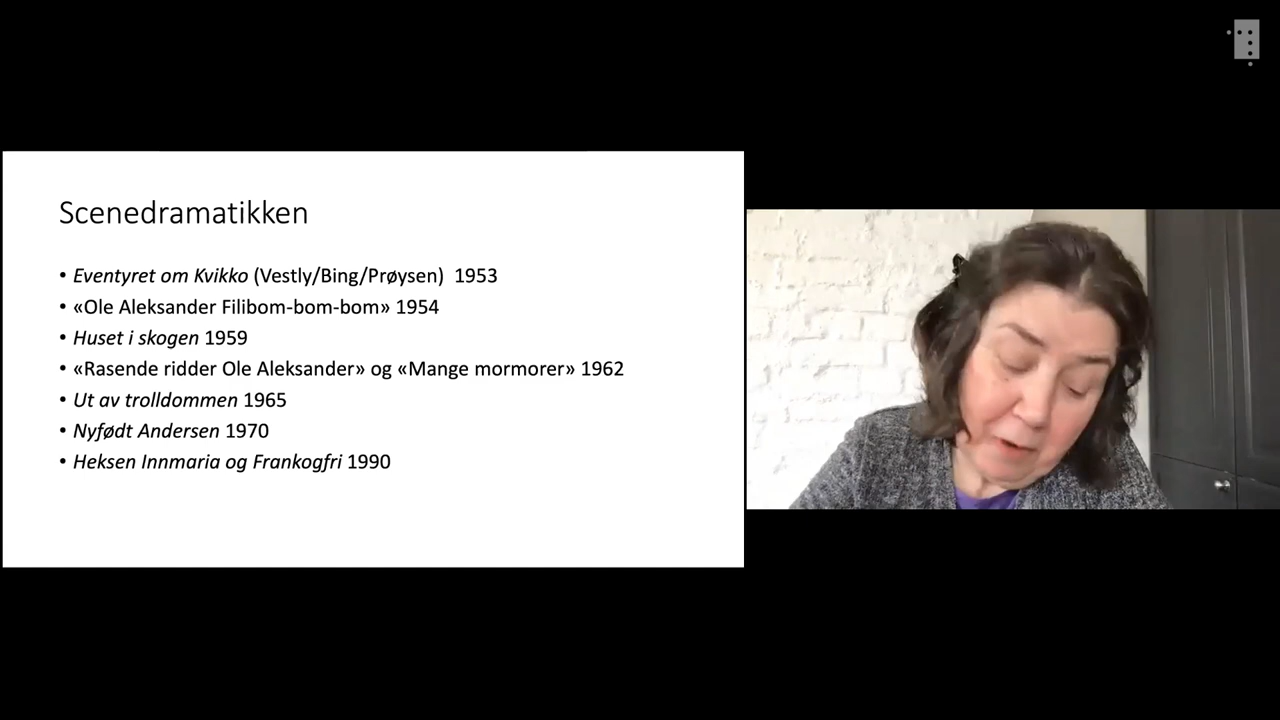 Scenedramatikken
• Eventyret om Kvikko (Vestly/Bing/Prøysen)  1953
• «Ole Aleksander Filibom-bom-bom» 1954
• Huset i skogen 1959
• «Rasende ridder Ole Aleksander» og «Mange mormorer» 1962
• Ut av trolldommen 1965
• Nyfødt Andersen 1970
• Heksen Innmaria og Frankogfri 1990